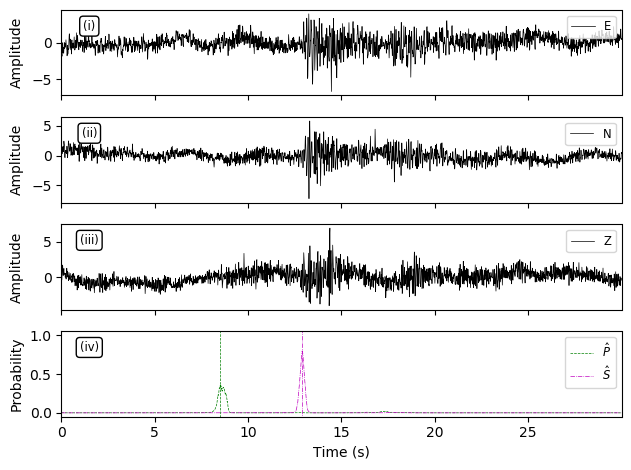 (i)
E
Amplitude
0
−5
(ii)
N
Amplitude
5
0
−5
(iii)
Z
Amplitude
5
0
(iv)
P̂
Ŝ
Probability
1.0
0.5
0.0
0 5 10 15 20 25
Time (s)